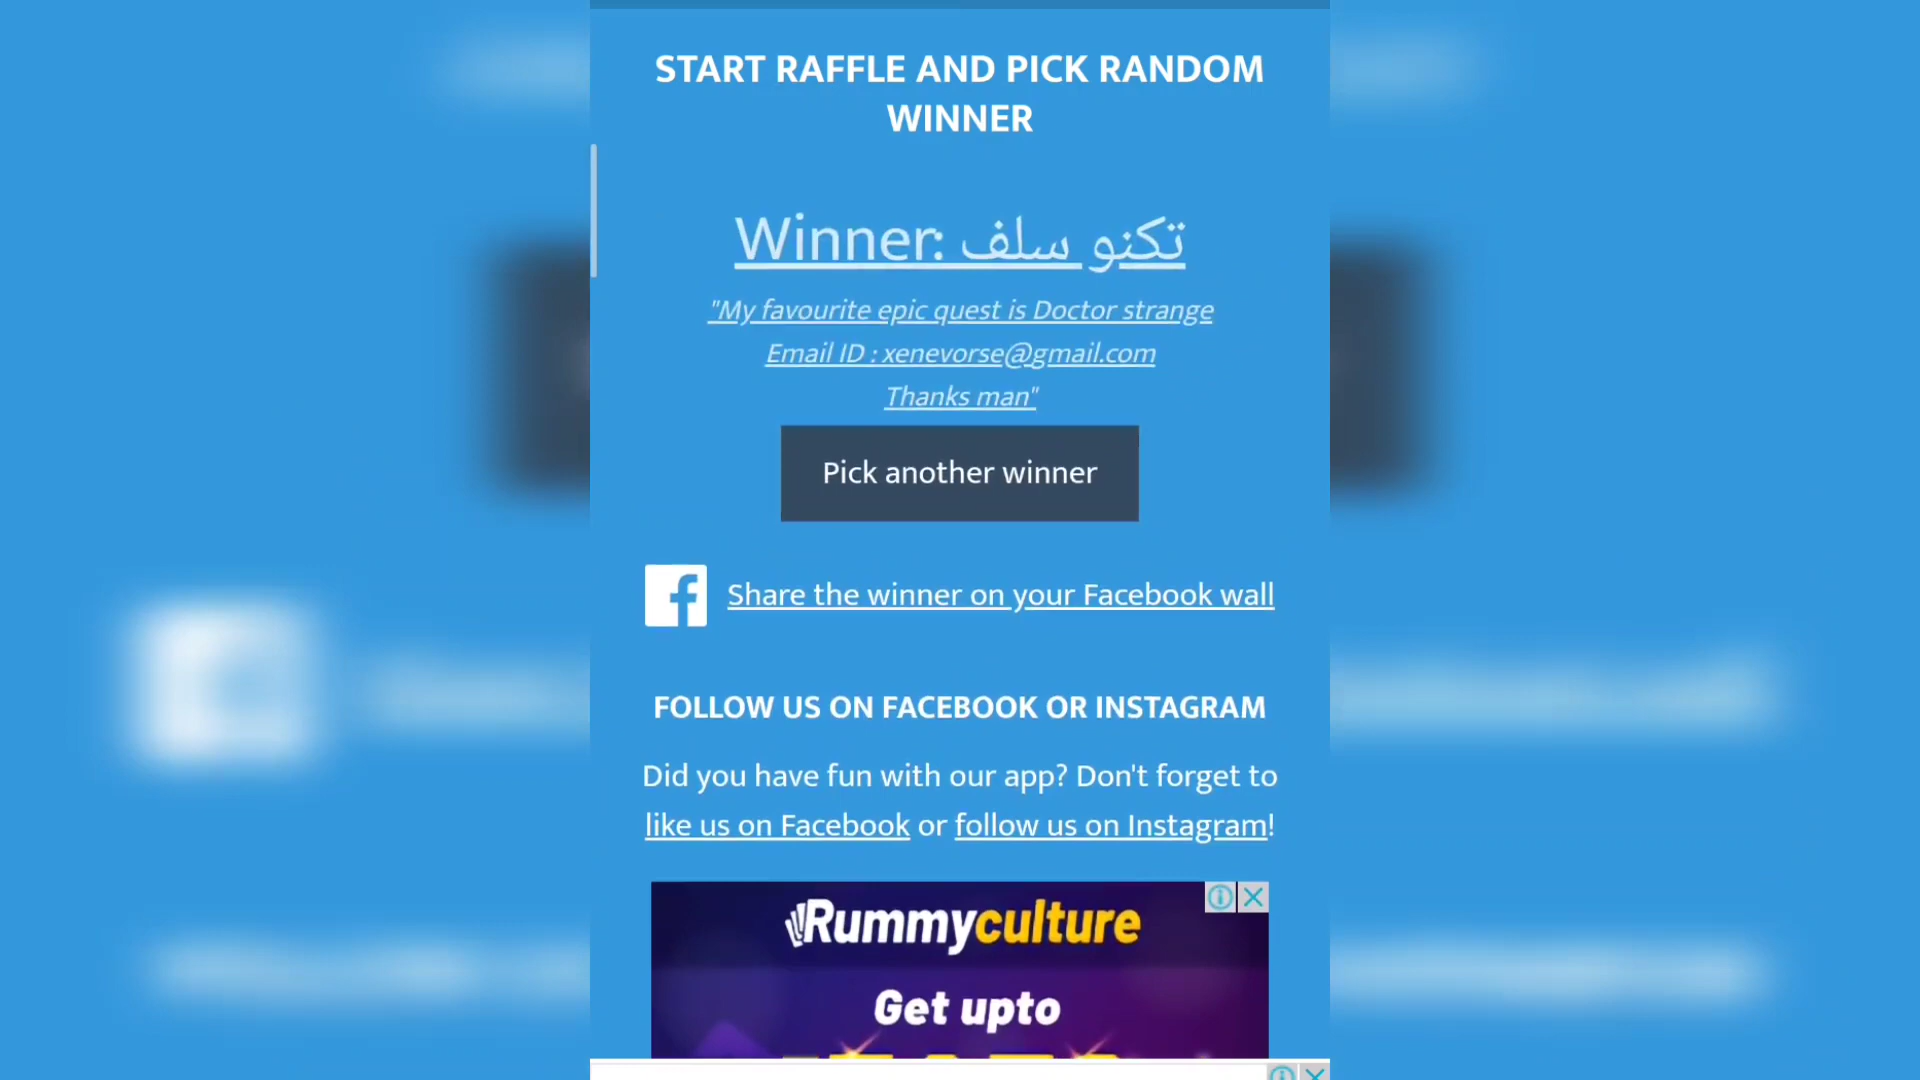 START RAFFLE AND PICK RANDOM
WINNER
Winner: تكنو سلف
"My favourite epic quest is Doctor strange
Email ID : xenevorse@gmail.com
Thanks man"
Pick another winner
Share the winner on your Facebook wall
FOLLOW US ON FACEBOOK OR INSTAGRAM
Did you have fun with our app? Don't forget to
like us on Facebook or follow us on Instagram!
Rummyculture
Get upto